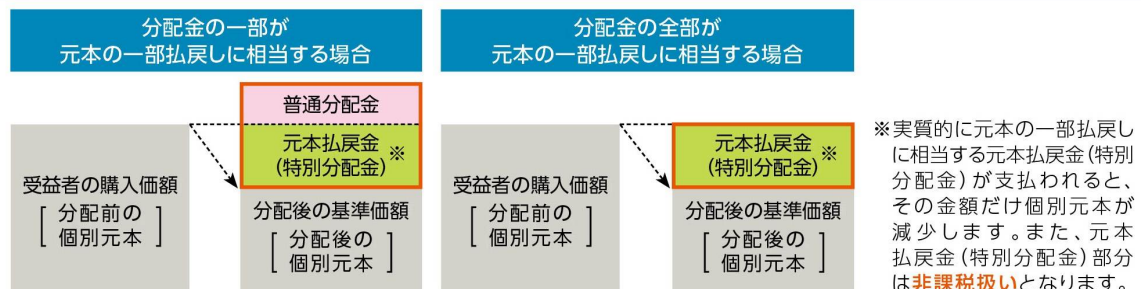 分配金の一部が
元本の一部払戻しに相当する場合
普通分配金
元本払戻金
(特別分配金)※
受益者の購入価額
[分配前の
個別元本]
分配後の基準価額
[分配後の
個別元本]
分配金の全部が
元本の一部払戻しに相当する場合
元本払戻金
(特別分配金)※
受益者の購入価額
[分配前の
個別元本]
分配後の基準価額
[分配後の
個別元本]
※実質的に元本の一部払戻し
に相当する元本払戻金(特別
分配金)が支払われると、
その金額だけ個別元本が
減少します。また、元本
払戻金(特別分配金)部分
は非課税扱いとなります。